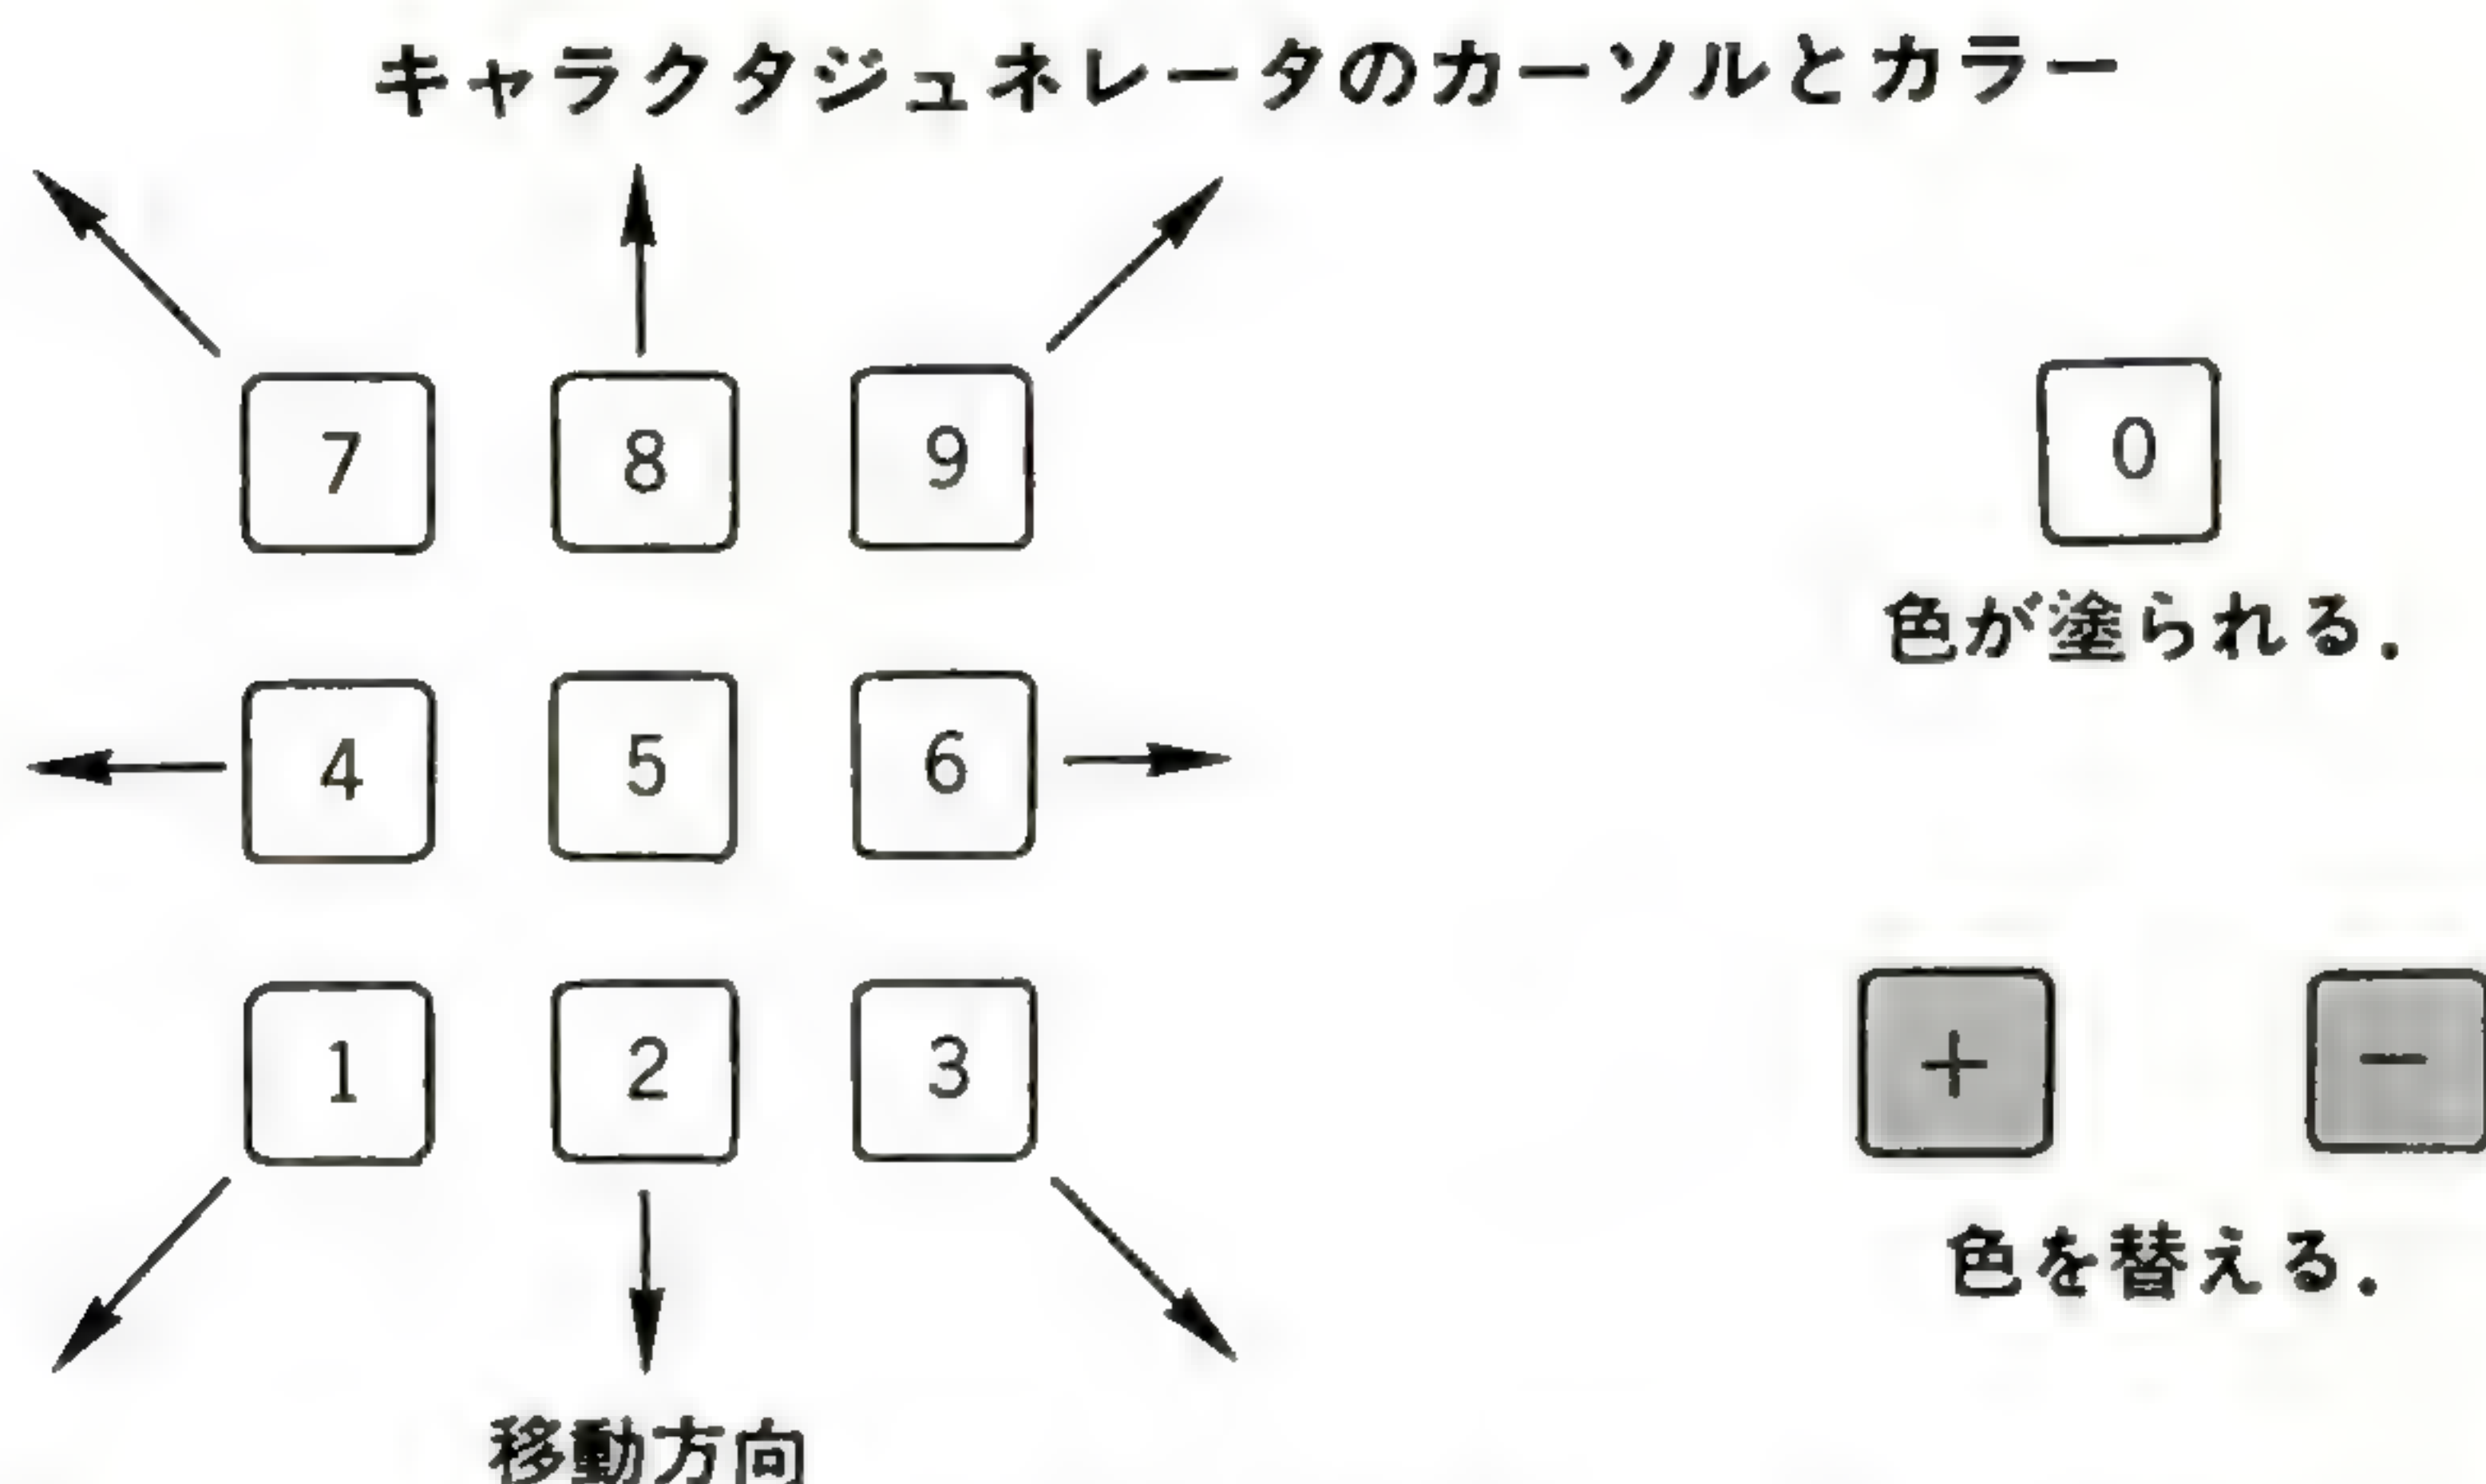 キャラクタジュネレータのカーソルとカラー
7 8 9
0
色が塗られる.
4 5 6
1 2 3
+ −
色を替える.
移動方向